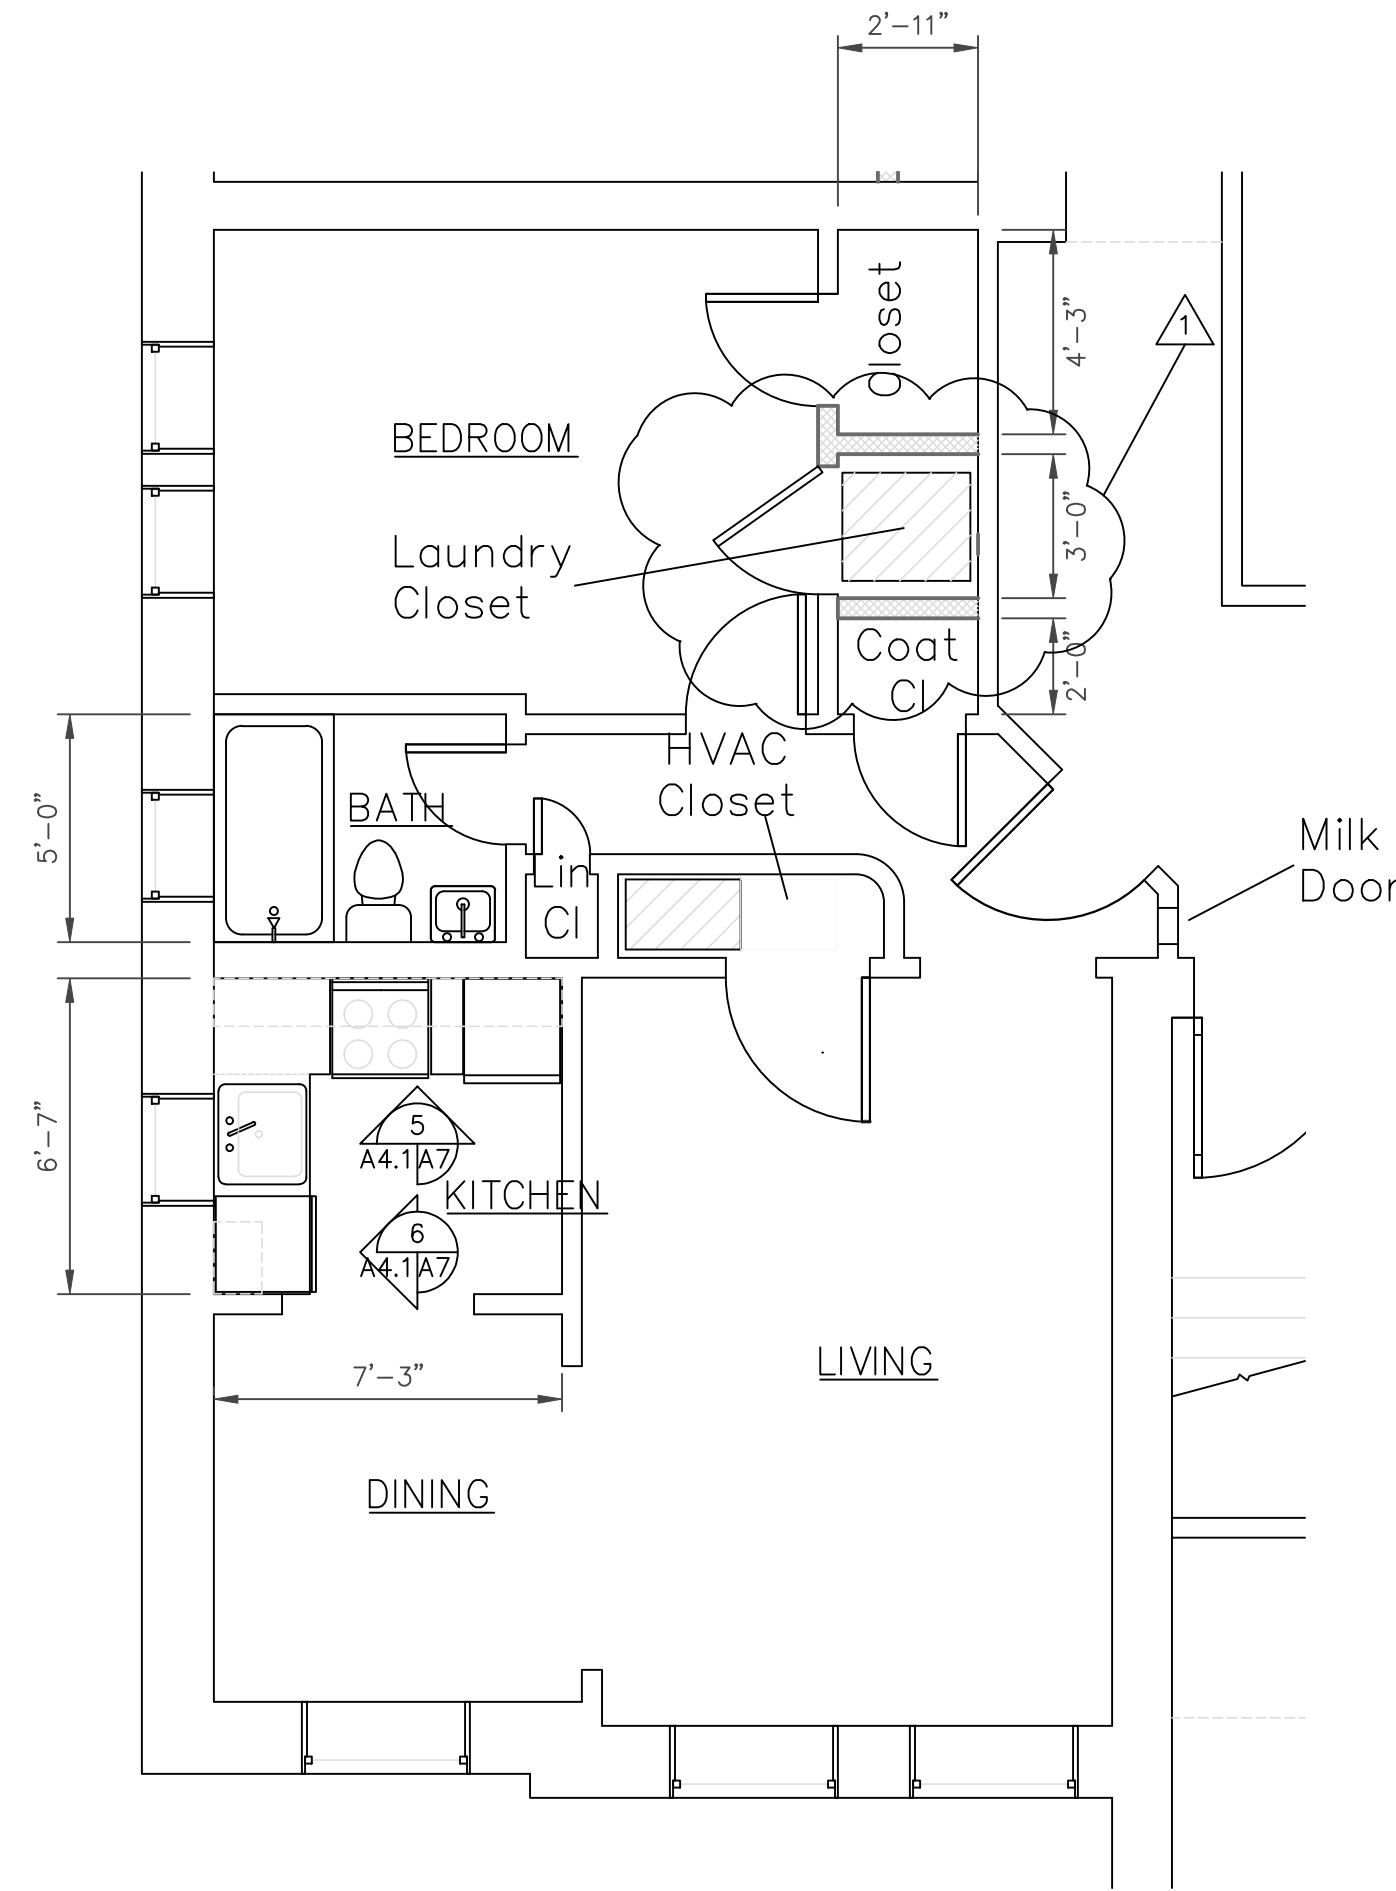 2’-11”
Closet
4’-3”
1
BEDROOM
Laundry
Closet
3’-0”
Coat
Cl
2’-0”
HVAC
Closet
5’-0”
BATH
Milk
Door
Lin
Cl
6’-7”
5
A4.1 A7
KITCHEN
6
A4.1 A7
LIVING
7’-3”
DINING